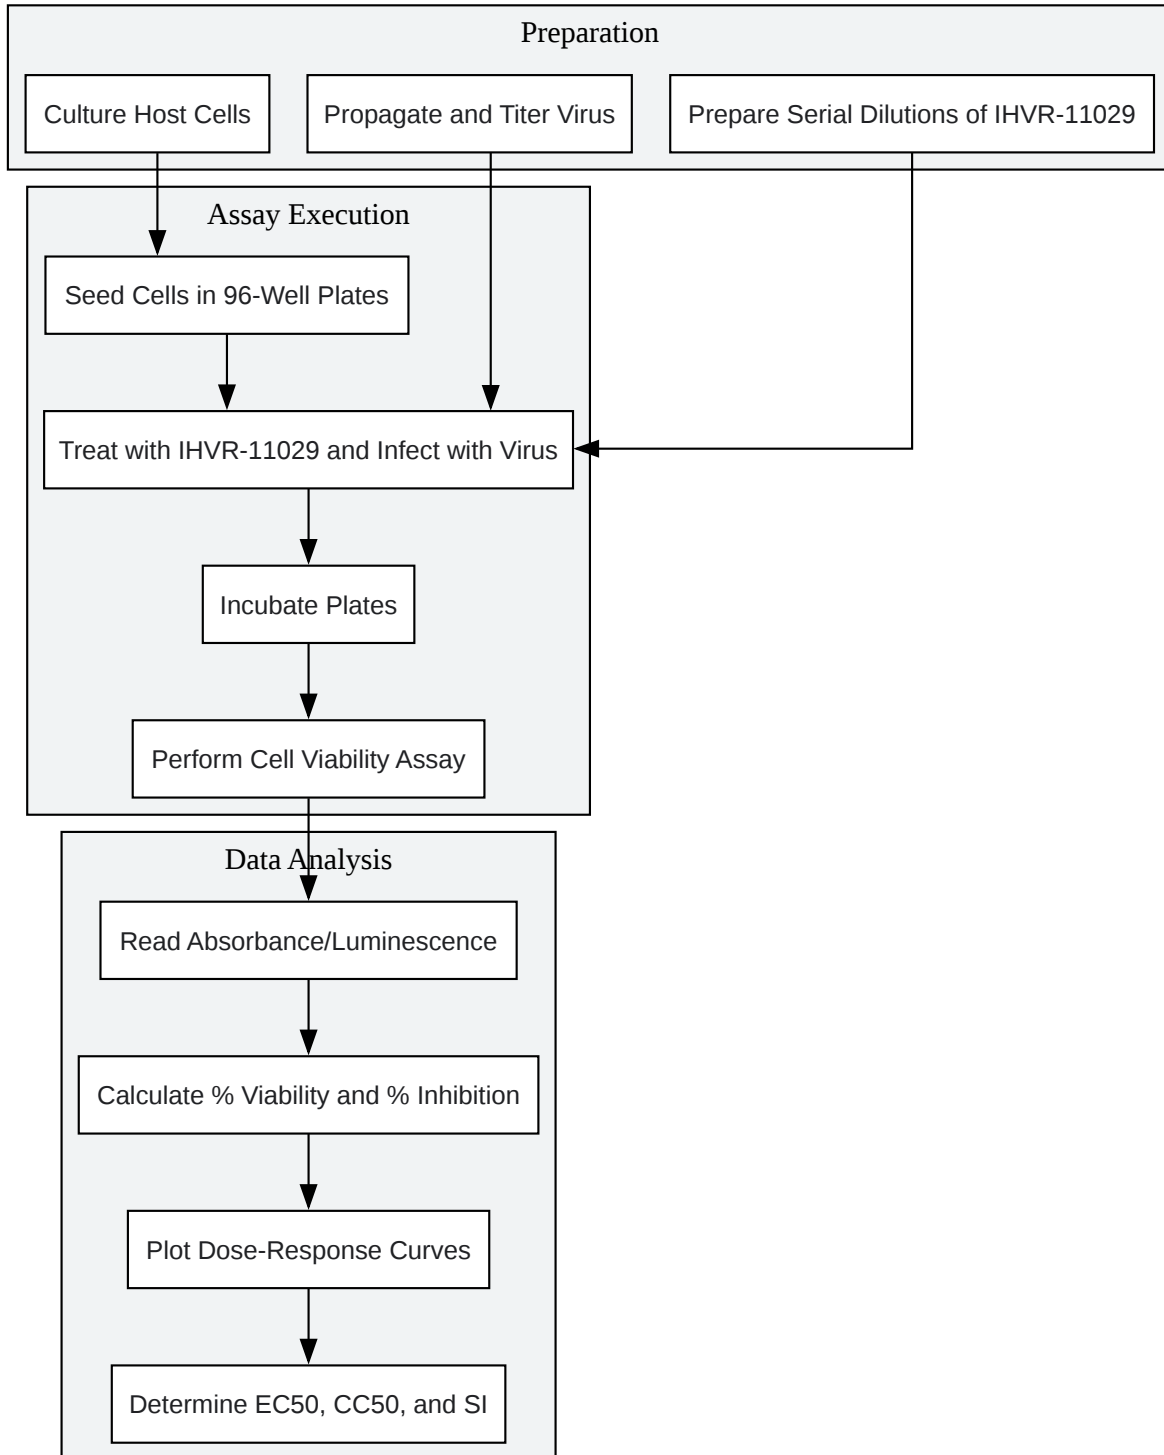 Preparation
Culture Host Cells
Propagate and Titer Virus
Prepare Serial Dilutions of IHVR-11029
Assay Execution
Seed Cells in 96-Well Plates
Treat with IHVR-11029 and Infect with Virus
Incubate Plates
Perform Cell Viability Assay
Data Analysis
Read Absorbance/Luminescence
Calculate % Viability and % Inhibition
Plot Dose-Response Curves
Determine EC50, CC50, and SI